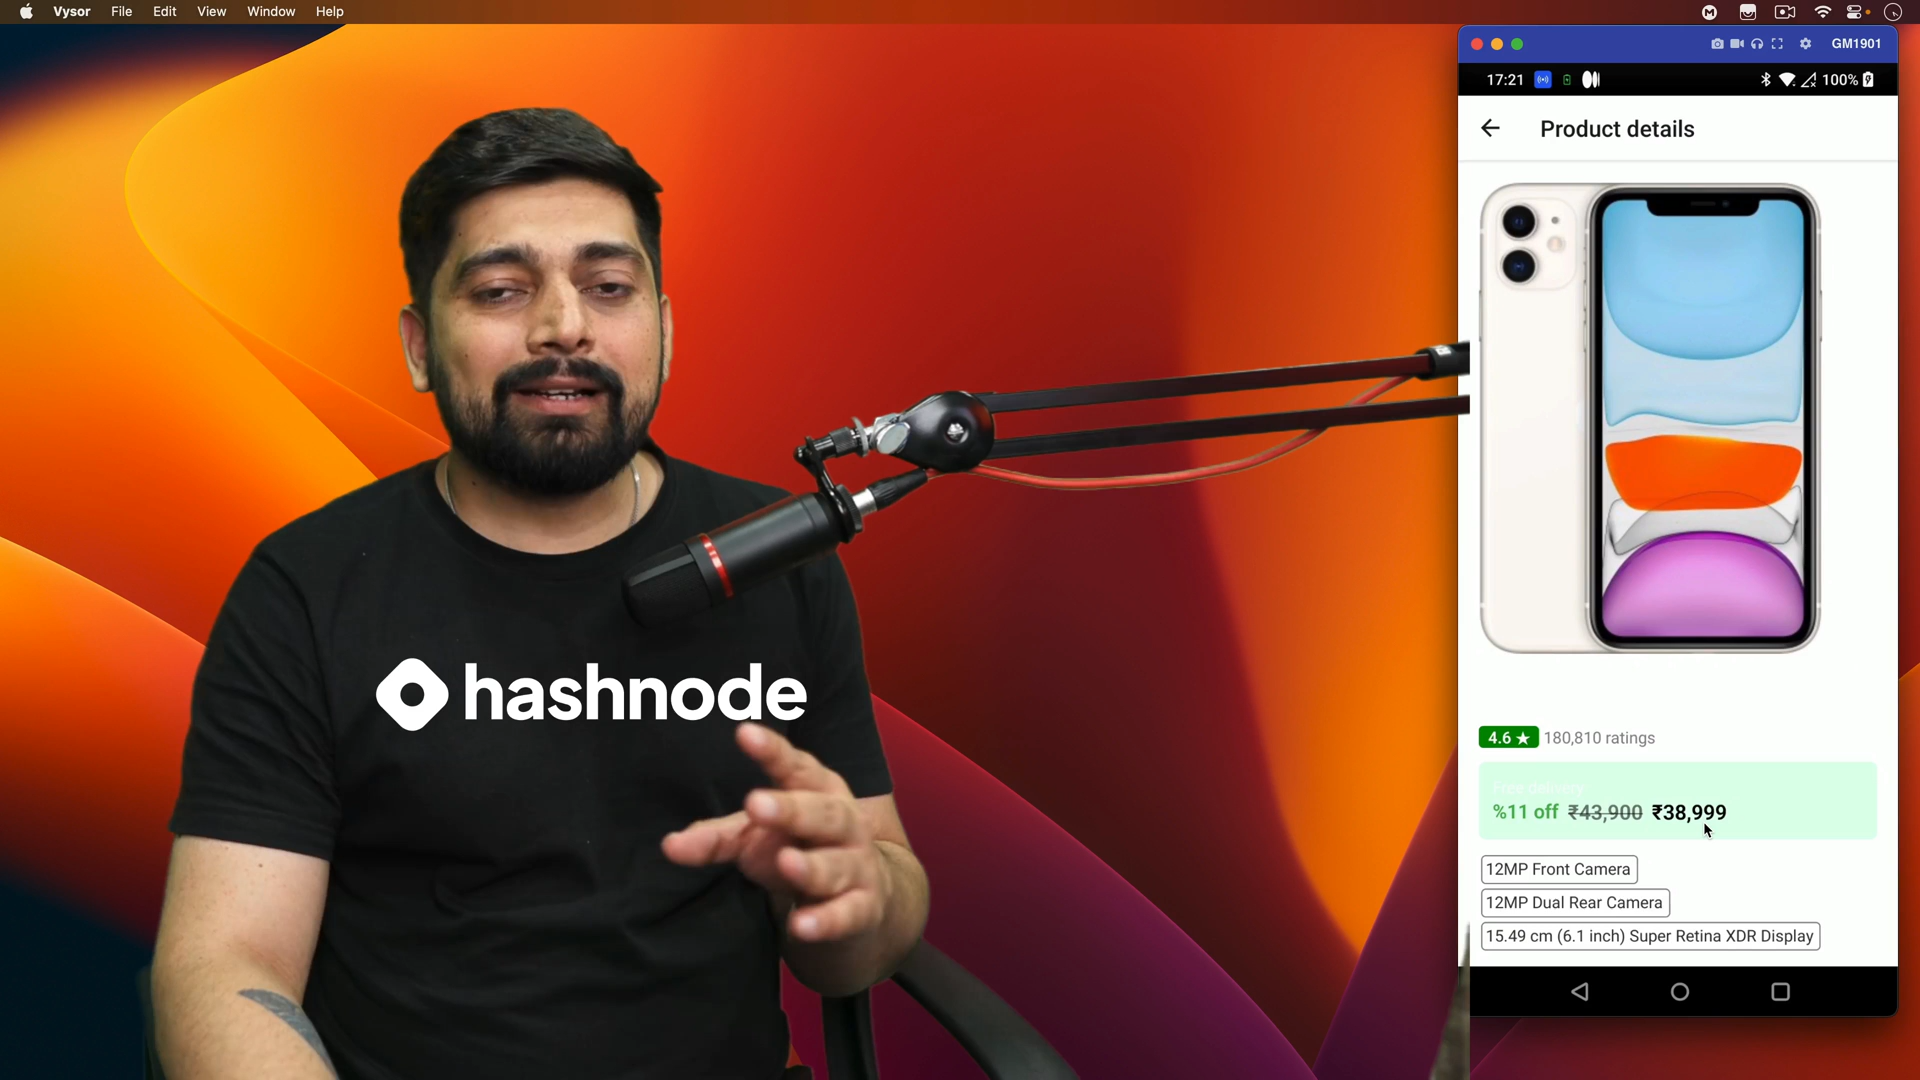 Vysor File Edit View Window Help
GM1901
17:21 100%
Product details
4.6 ★ 180,810 ratings
Free delivery
%11 off ₹43,900 ₹38,999
12MP Front Camera
12MP Dual Rear Camera
15.49 cm (6.1 inch) Super Retina XDR Display
hashnode